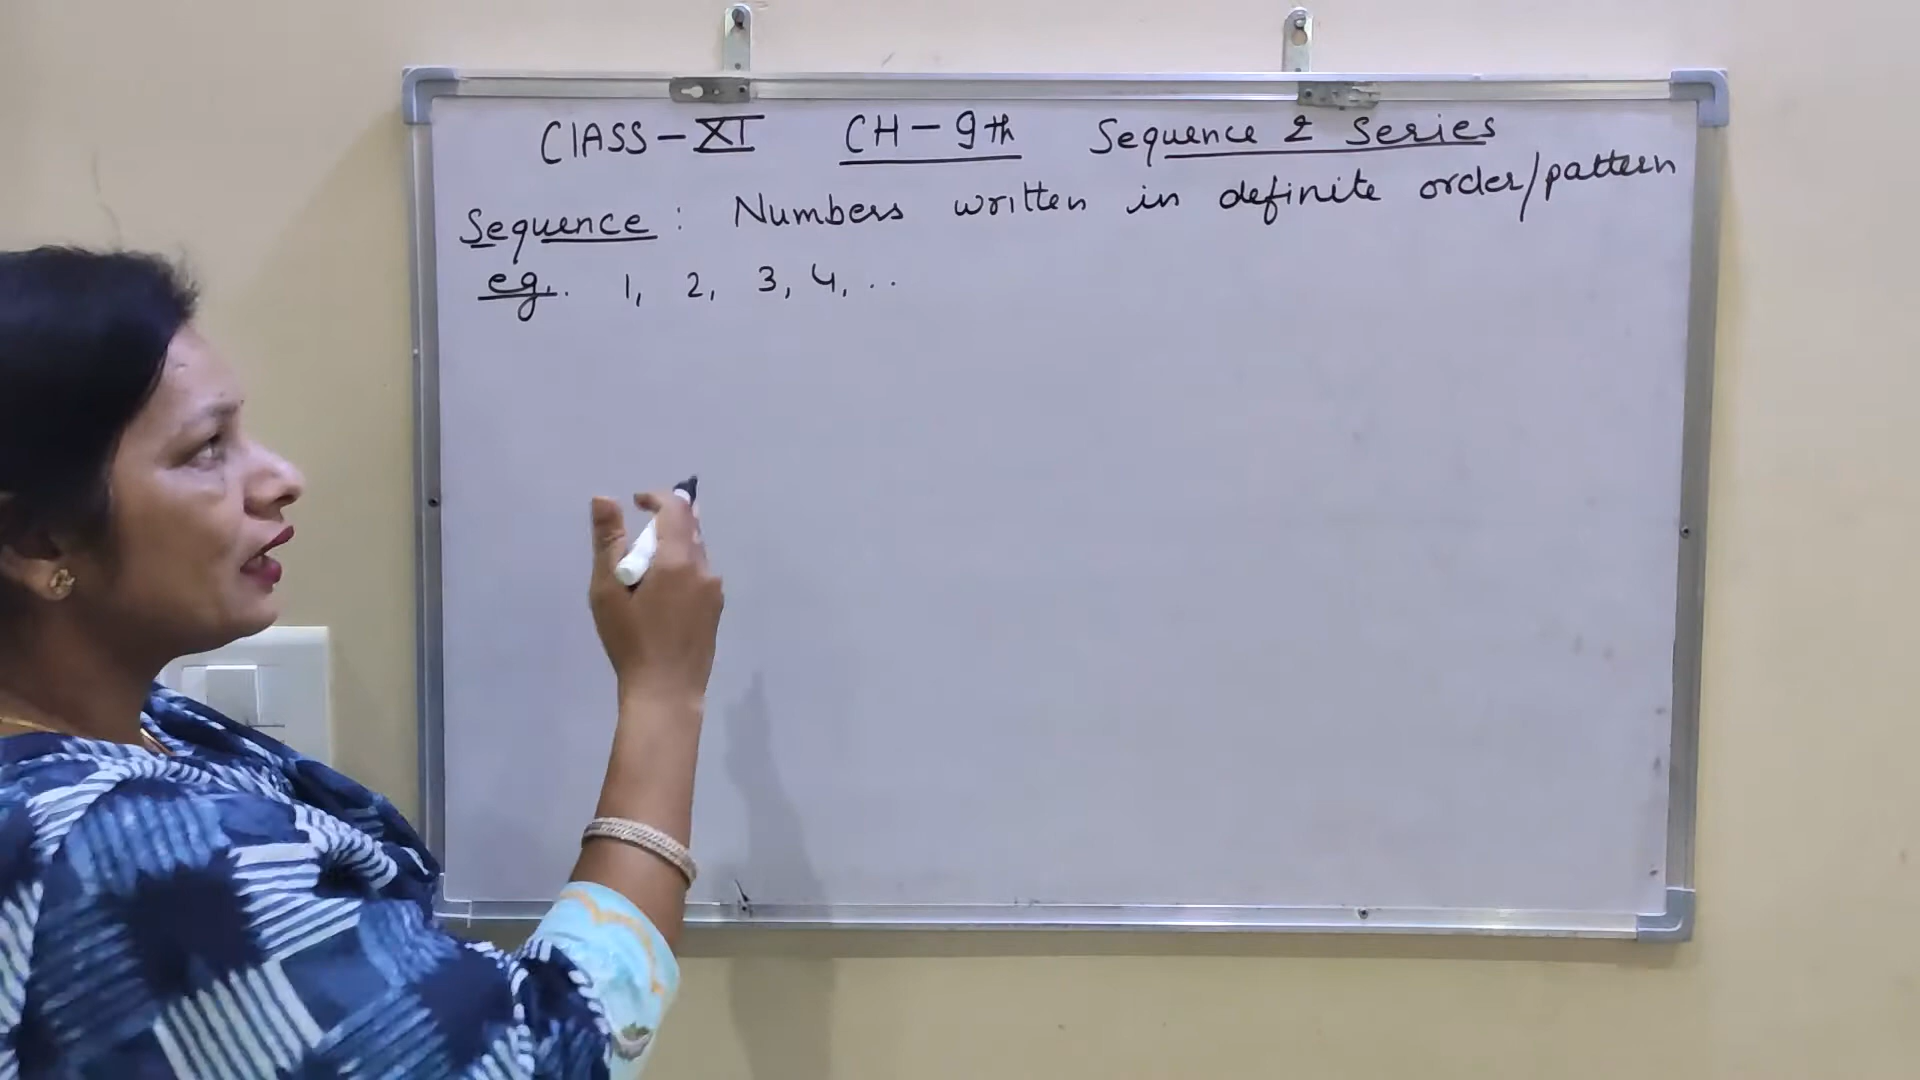 ClASS-XI CH-9th Sequence & Series
Sequence: Numbers written in definite order/pattern
eg.. 1, 2, 3, 4, ..